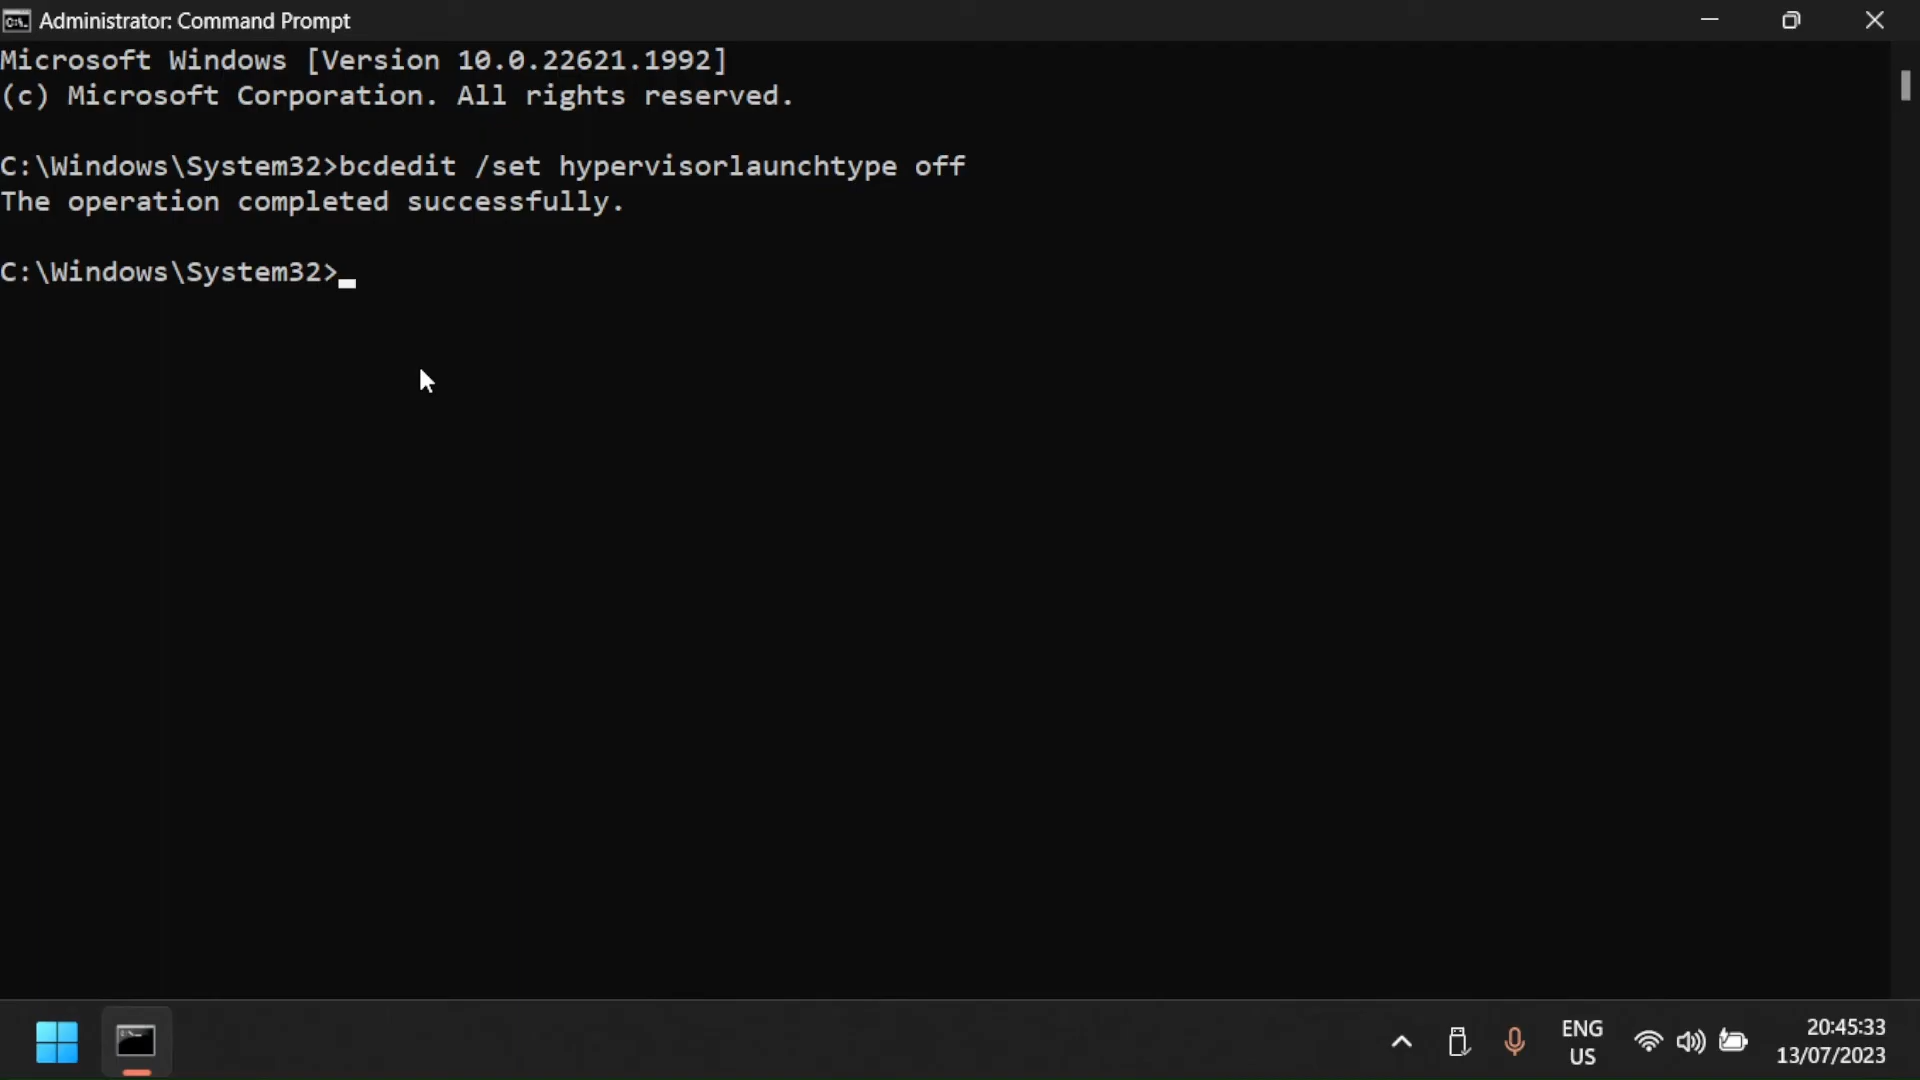 Administrator: Command Prompt
Microsoft Windows [Version 10.0.22621.1992]
(c) Microsoft Corporation. All rights reserved.
C:\Windows\System32>bcdedit /set hypervisorlaunchtype off
The operation completed successfully.
C:\Windows\System32>
ENG
US
20:45:33
13/07/2023